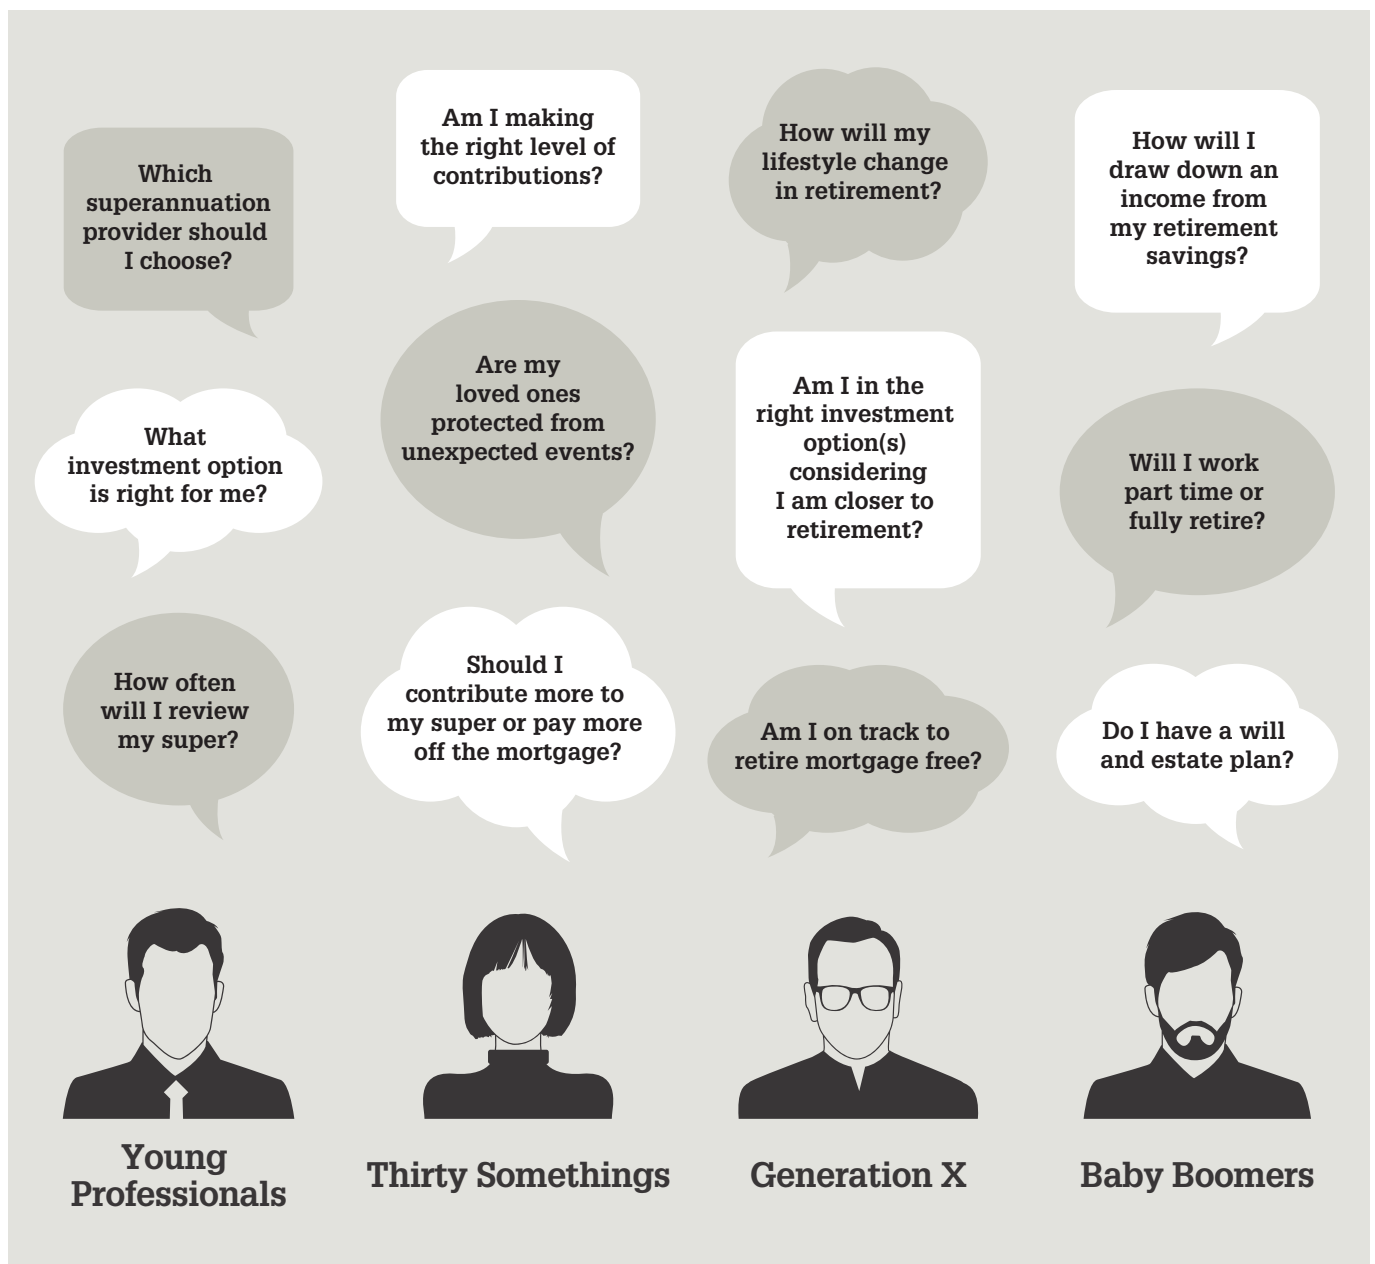 Which
superannuation
provider should
I choose?
What
investment option
is right for me?
How often
will I review
my super?
Young
Professionals
Am I making
the right level of
contributions?
Are my
loved ones
protected from
unexpected events?
Should I
contribute more to
my super or pay more
off the mortgage?
Thirty Somethings
How will my
lifestyle change
in retirement?
Am I in the
right investment
option(s)
considering
I am closer to
retirement?
Am I on track to
retire mortgage free?
Generation X
How will I
draw down an
income from
my retirement
savings?
Will I work
part time or
fully retire?
Do I have a will
and estate plan?
Baby Boomers